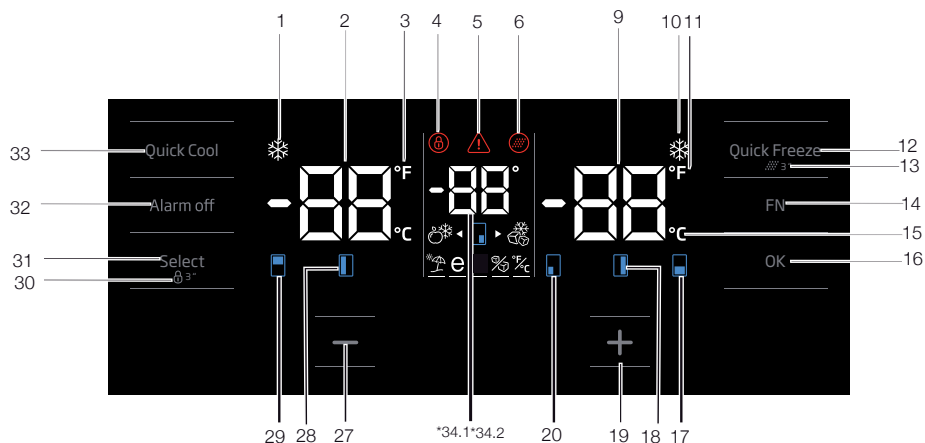 1 2 3 4 5 6 9 10 11
33 Quick Cool °F °F Quick Freeze 12
3" 13
-88 -88° -88
32 Alarm off FN 14
°C °C 15
31 Select e °F/°C OK 16
30 3"
29 28 27 *34.1*34.2 20 19 18 17